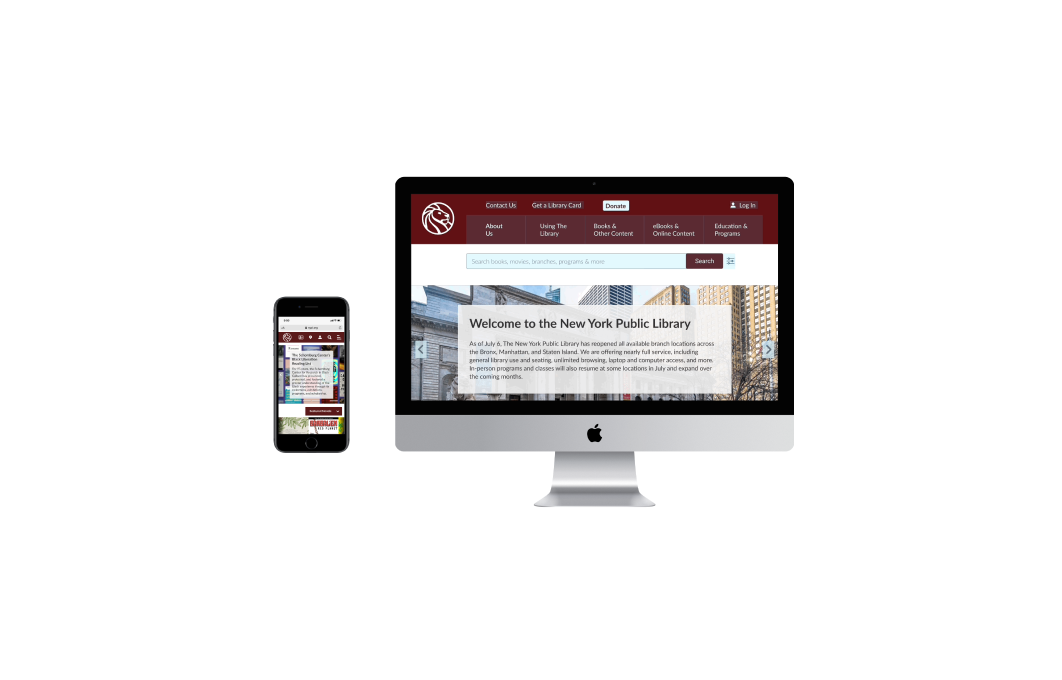 Contact Us
Get a Library Card
Donate
Log In
About
Us
Using The
Library
Books &
Other Content
eBooks &
Online Content
Education &
Programs
Search books, movies, branches, programs & more
Search
Welcome to the New York Public Library
As of July 6, The New York Public Library has reopened all available branch locations across
the Bronx, Manhattan, and Staten Island. We are offering nearly full service, including
general library use and seating, unlimited browsing, laptop and computer access, and more.
In-person programs and classes will also resume at some locations in July and expand over
the coming months.
The Schomburg Center's
Black Liberation
Reading List